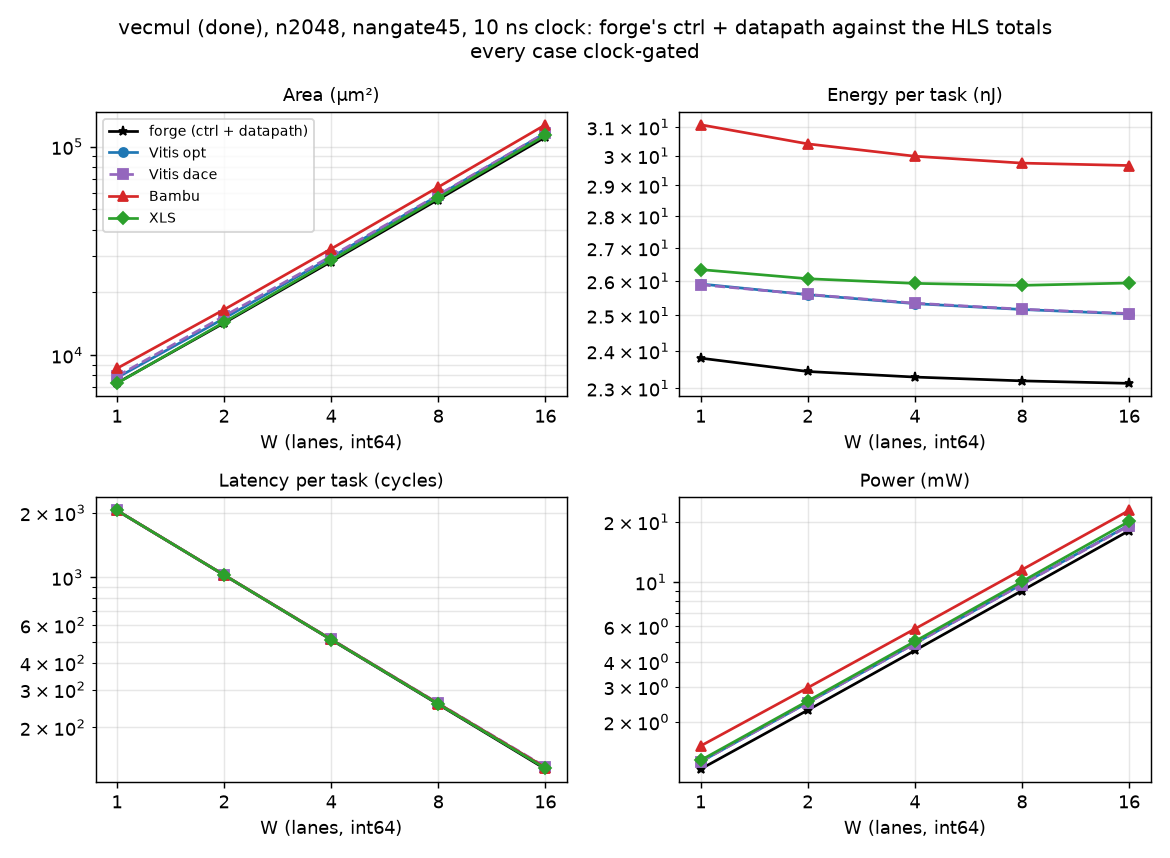 vecmul (done), n2048, nangate45, 10 ns clock: forge's ctrl + datapath against the HLS totals
every case clock-gated
Area (μm²)
10⁵
10⁴
forge (ctrl + datapath)
Vitis opt
Vitis dace
Bambu
XLS
1 2 4 8 16
W (lanes, int64)
Energy per task (nJ)
3.1 × 10¹
3 × 10¹
2.9 × 10¹
2.8 × 10¹
2.7 × 10¹
2.6 × 10¹
2.5 × 10¹
2.4 × 10¹
2.3 × 10¹
1 2 4 8 16
W (lanes, int64)
Latency per task (cycles)
2 × 10³
10³
6 × 10²
4 × 10²
3 × 10²
2 × 10²
1 2 4 8 16
W (lanes, int64)
Power (mW)
2 × 10¹
10¹
6 × 10⁰
4 × 10⁰
3 × 10⁰
2 × 10⁰
1 2 4 8 16
W (lanes, int64)